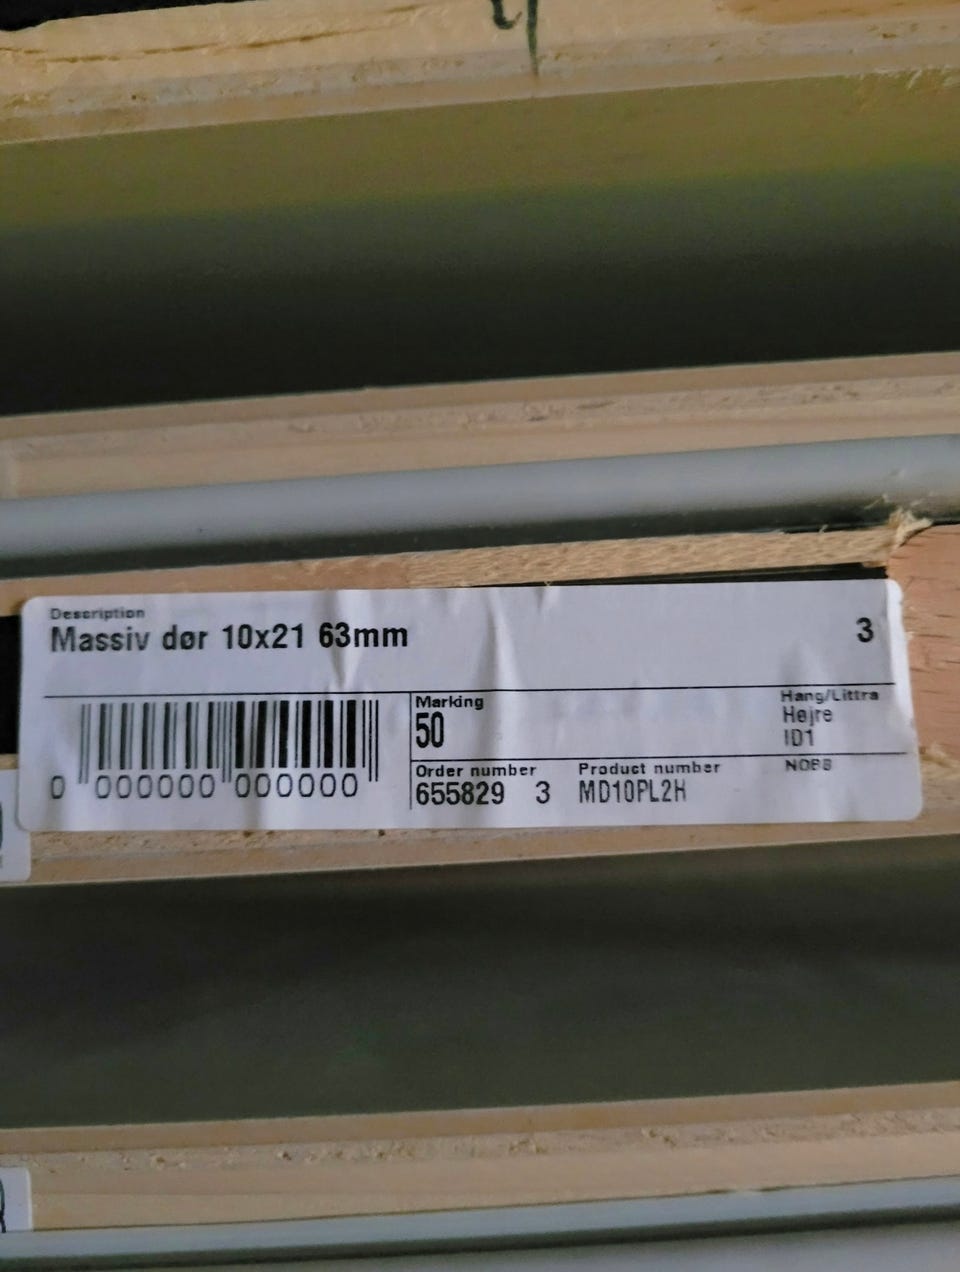 Description
Massiv dør 10x21 63mm 3
Marking
50
Hang/Littra
Højre
ID1
Order number
655829 3
Product number
MD10PL2H
NOBB
0 000000 000000